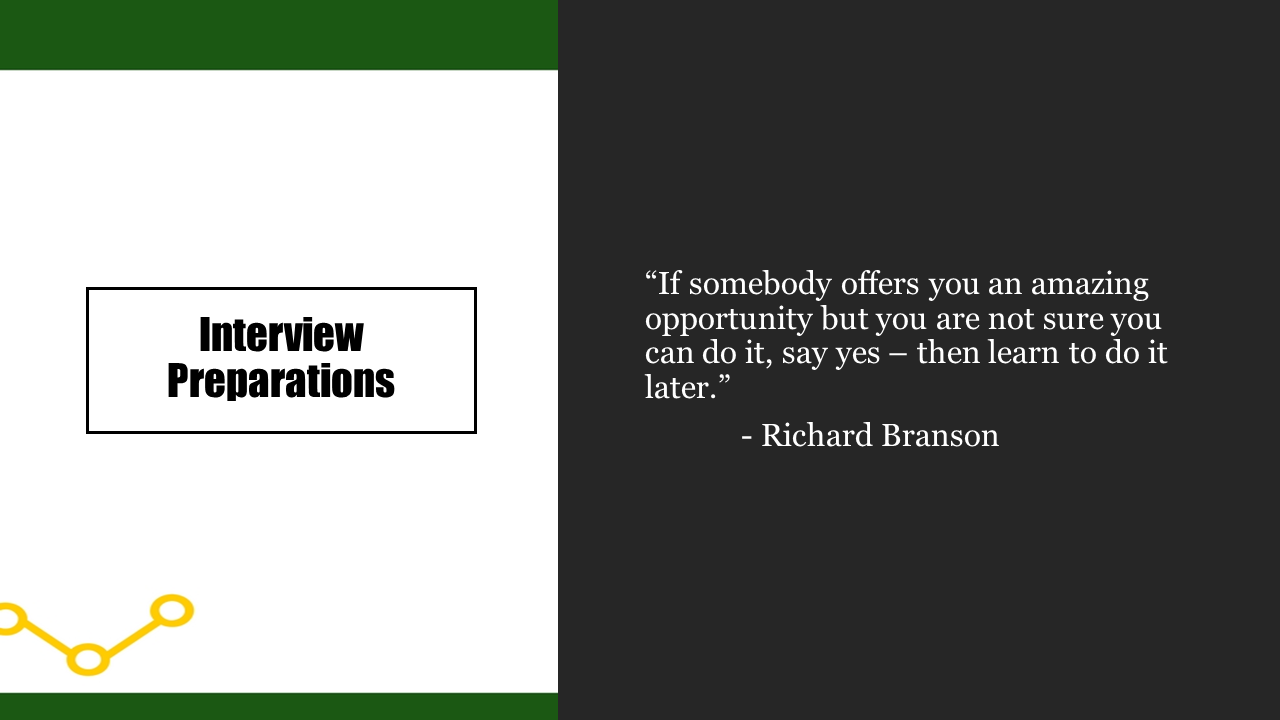 Interview
Preparations
“If somebody offers you an amazing
opportunity but you are not sure you
can do it, say yes – then learn to do it
later.”
- Richard Branson